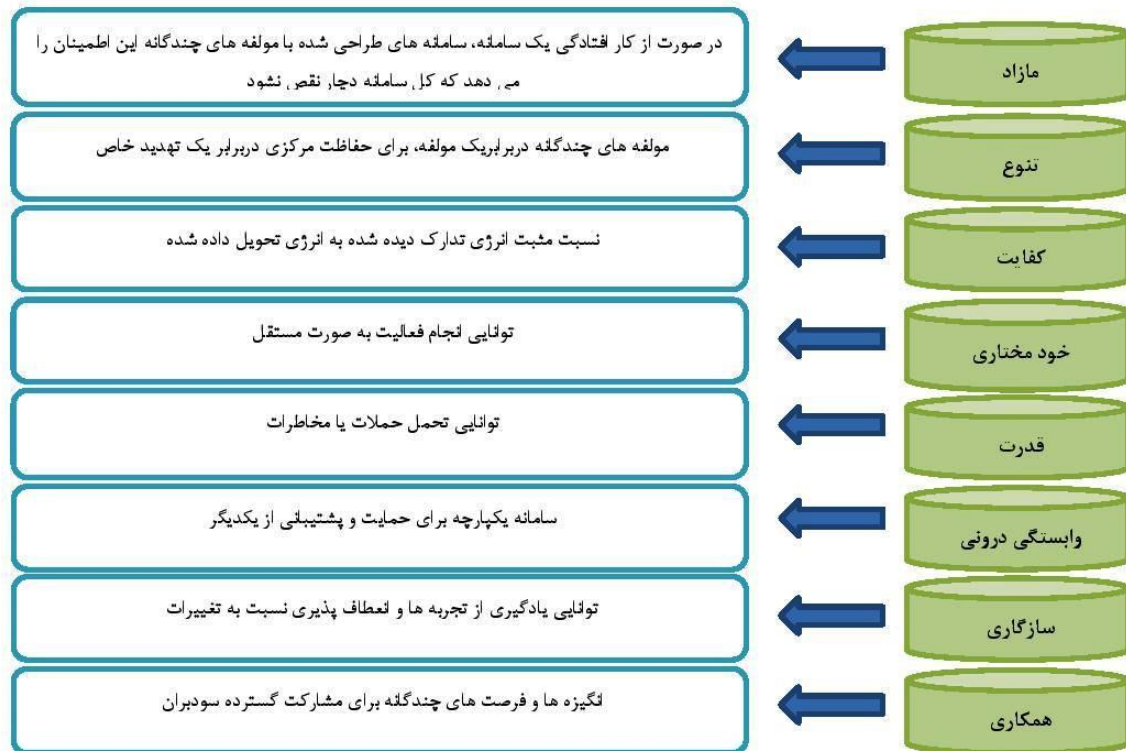 مازاد
در صورت از کار افتادگی یک سامانه، سامانه های طراحی شده با مولفه های چندگانه این اطمینان را
می دهد که کل سامانه دچار نقص نشود
تنوع
مولفه های چندگانه دربرابریک مولفه، برای حفاظت مرکزی دربرابر یک تهدید خاص
کفایت
نسبت مثبت انرژی تدارک دیده شده به انرژی تحویل داده شده
خود مختاری
توانایی انجام فعالیت به صورت مستقل
قدرت
توانایی تحمل حملات یا مخاطرات
وابستگی درونی
سامانه یکپارچه برای حمایت و پشتیبانی از یکدیگر
سازگاری
توانایی یادگیری از تجربه ها و انعطاف پذیری نسبت به تغییرات
همکاری
انگیزه ها و فرصت های چندگانه برای مشارکت گسترده سودبران